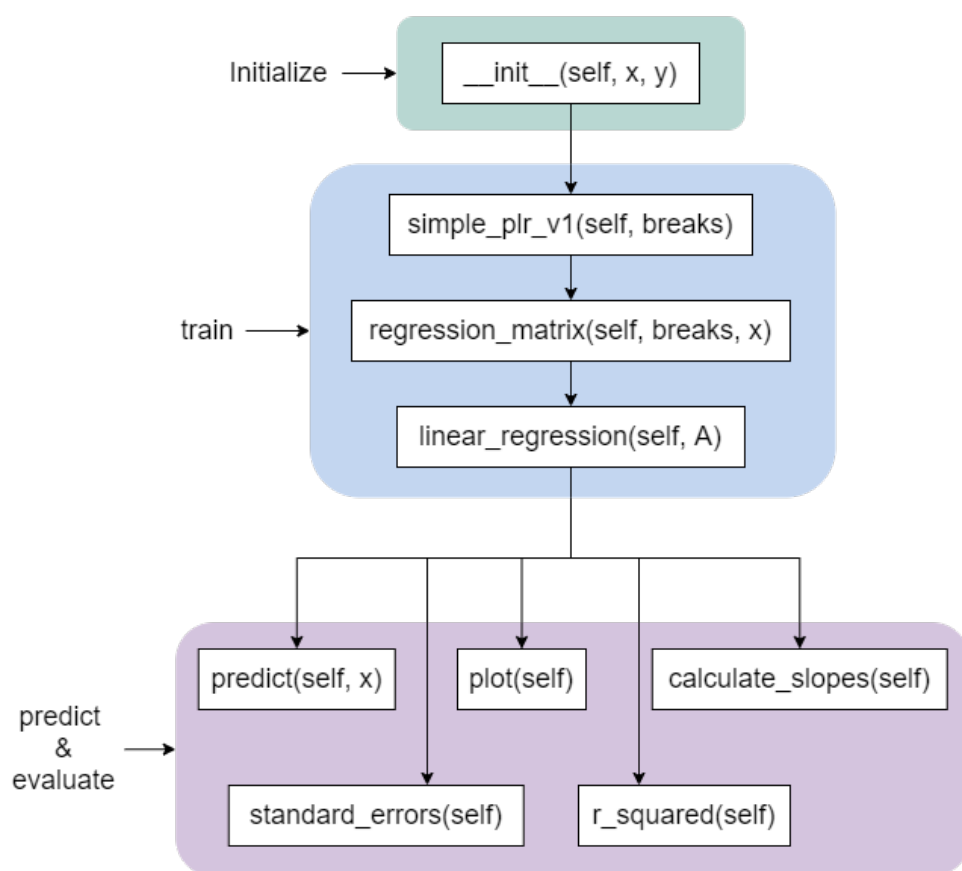 Initialize
__init__(self, x, y)
simple_plr_v1(self, breaks)
train
regression_matrix(self, breaks, x)
linear_regression(self, A)
predict(self, x)
plot(self)
calculate_slopes(self)
predict
&
evaluate
standard_errors(self)
r_squared(self)